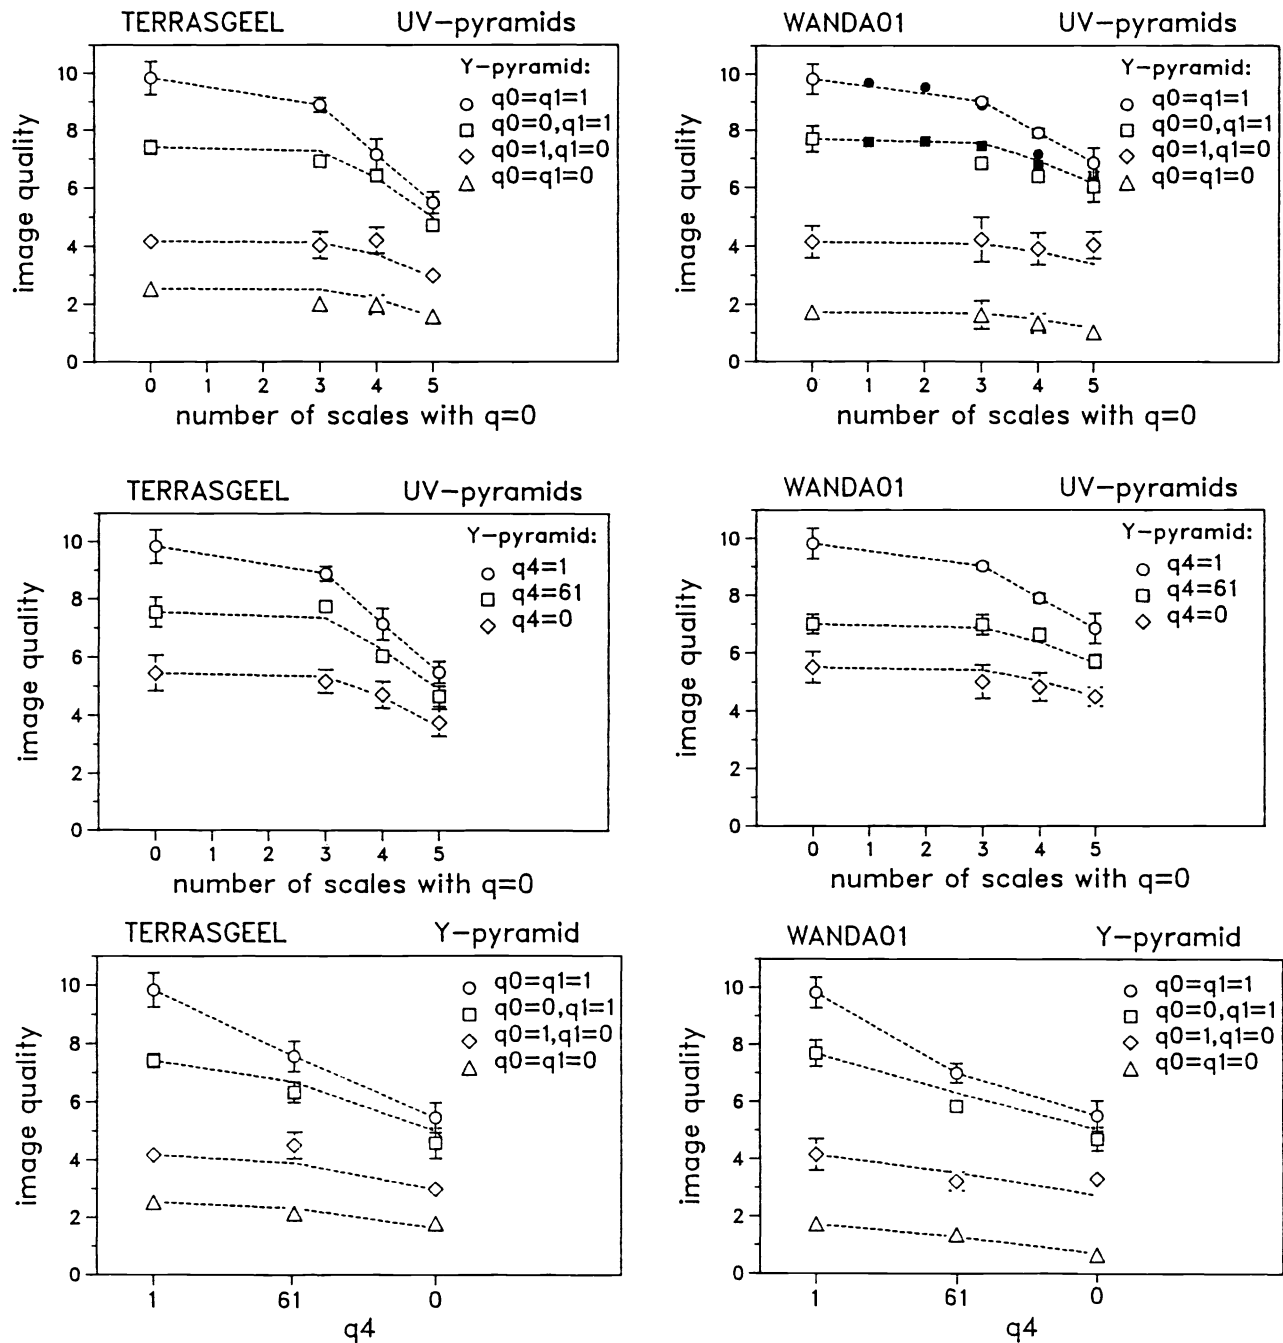 TERRASGEEL UV-pyramids
Y-pyramid:
q0=q1=1
q0=0,q1=1
q0=1,q1=0
q0=q1=0
image quality
10
8
6
4
2
0
0 1 2 3 4 5
number of scales with q=0
WANDA01 UV-pyramids
Y-pyramid:
q0=q1=1
q0=0,q1=1
q0=1,q1=0
q0=q1=0
image quality
10
8
6
4
2
0
0 1 2 3 4 5
number of scales with q=0
TERRASGEEL UV-pyramids
Y-pyramid:
q4=1
q4=61
q4=0
image quality
10
8
6
4
2
0
0 1 2 3 4 5
number of scales with q=0
WANDA01 UV-pyramids
Y-pyramid:
q4=1
q4=61
q4=0
image quality
10
8
6
4
2
0
0 1 2 3 4 5
number of scales with q=0
TERRASGEEL Y-pyramid
q0=q1=1
q0=0,q1=1
q0=1,q1=0
q0=q1=0
image quality
10
8
6
4
2
0
1 61 0
q4
WANDA01 Y-pyramid
q0=q1=1
q0=0,q1=1
q0=1,q1=0
q0=q1=0
image quality
10
8
6
4
2
0
1 61 0
q4